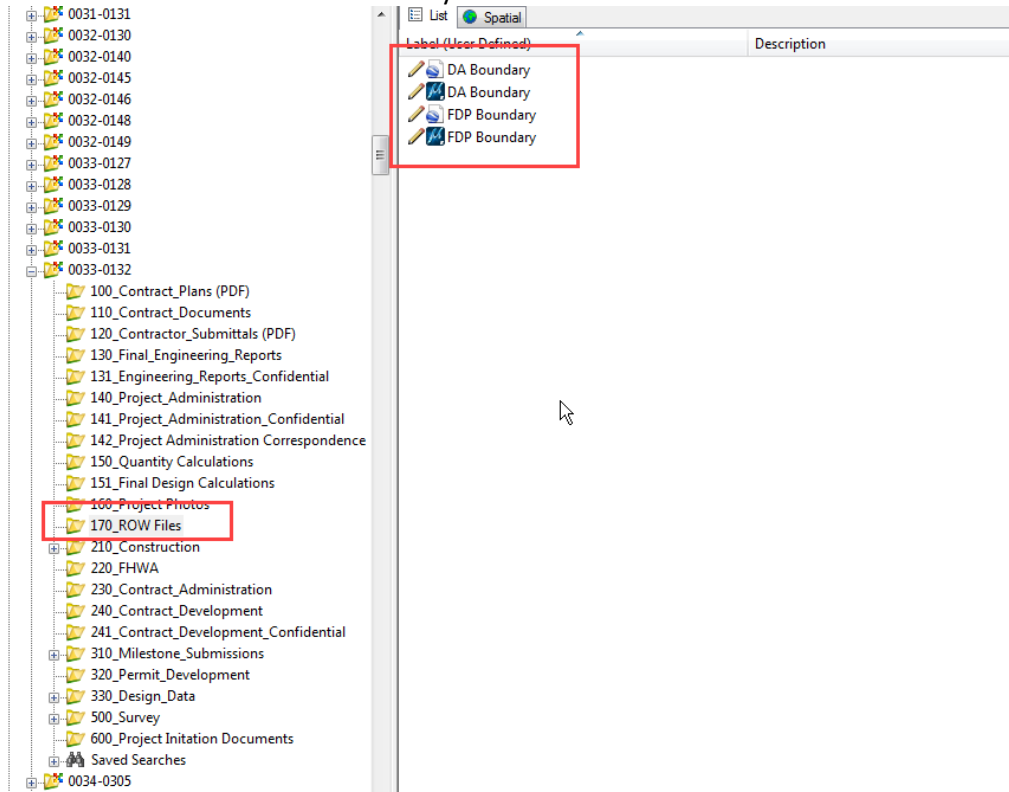 0031-0131
0032-0130
0032-0140
0032-0145
0032-0146
0032-0148
0032-0149
0033-0127
0033-0128
0033-0129
0033-0130
0033-0131
0033-0132
100_Contract_Plans (PDF)
110_Contract_Documents
120_Contractor_Submittals (PDF)
130_Final_Engineering_Reports
131_Engineering_Reports_Confidential
140_Project_Administration
141_Project_Administration_Confidential
142_Project Administration Correspondence
150_Quantity Calculations
151_Final Design Calculations
160_Project Photos
170_ROW Files
210_Construction
220_FHWA
230_Contract_Administration
240_Contract_Development
241_Contract_Development_Confidential
310_Milestone_Submissions
320_Permit_Development
330_Design_Data
500_Survey
600_Project Initation Documents
Saved Searches
0034-0305
List Spatial
Label (User Defined) Description
DA Boundary
DA Boundary
FDP Boundary
FDP Boundary